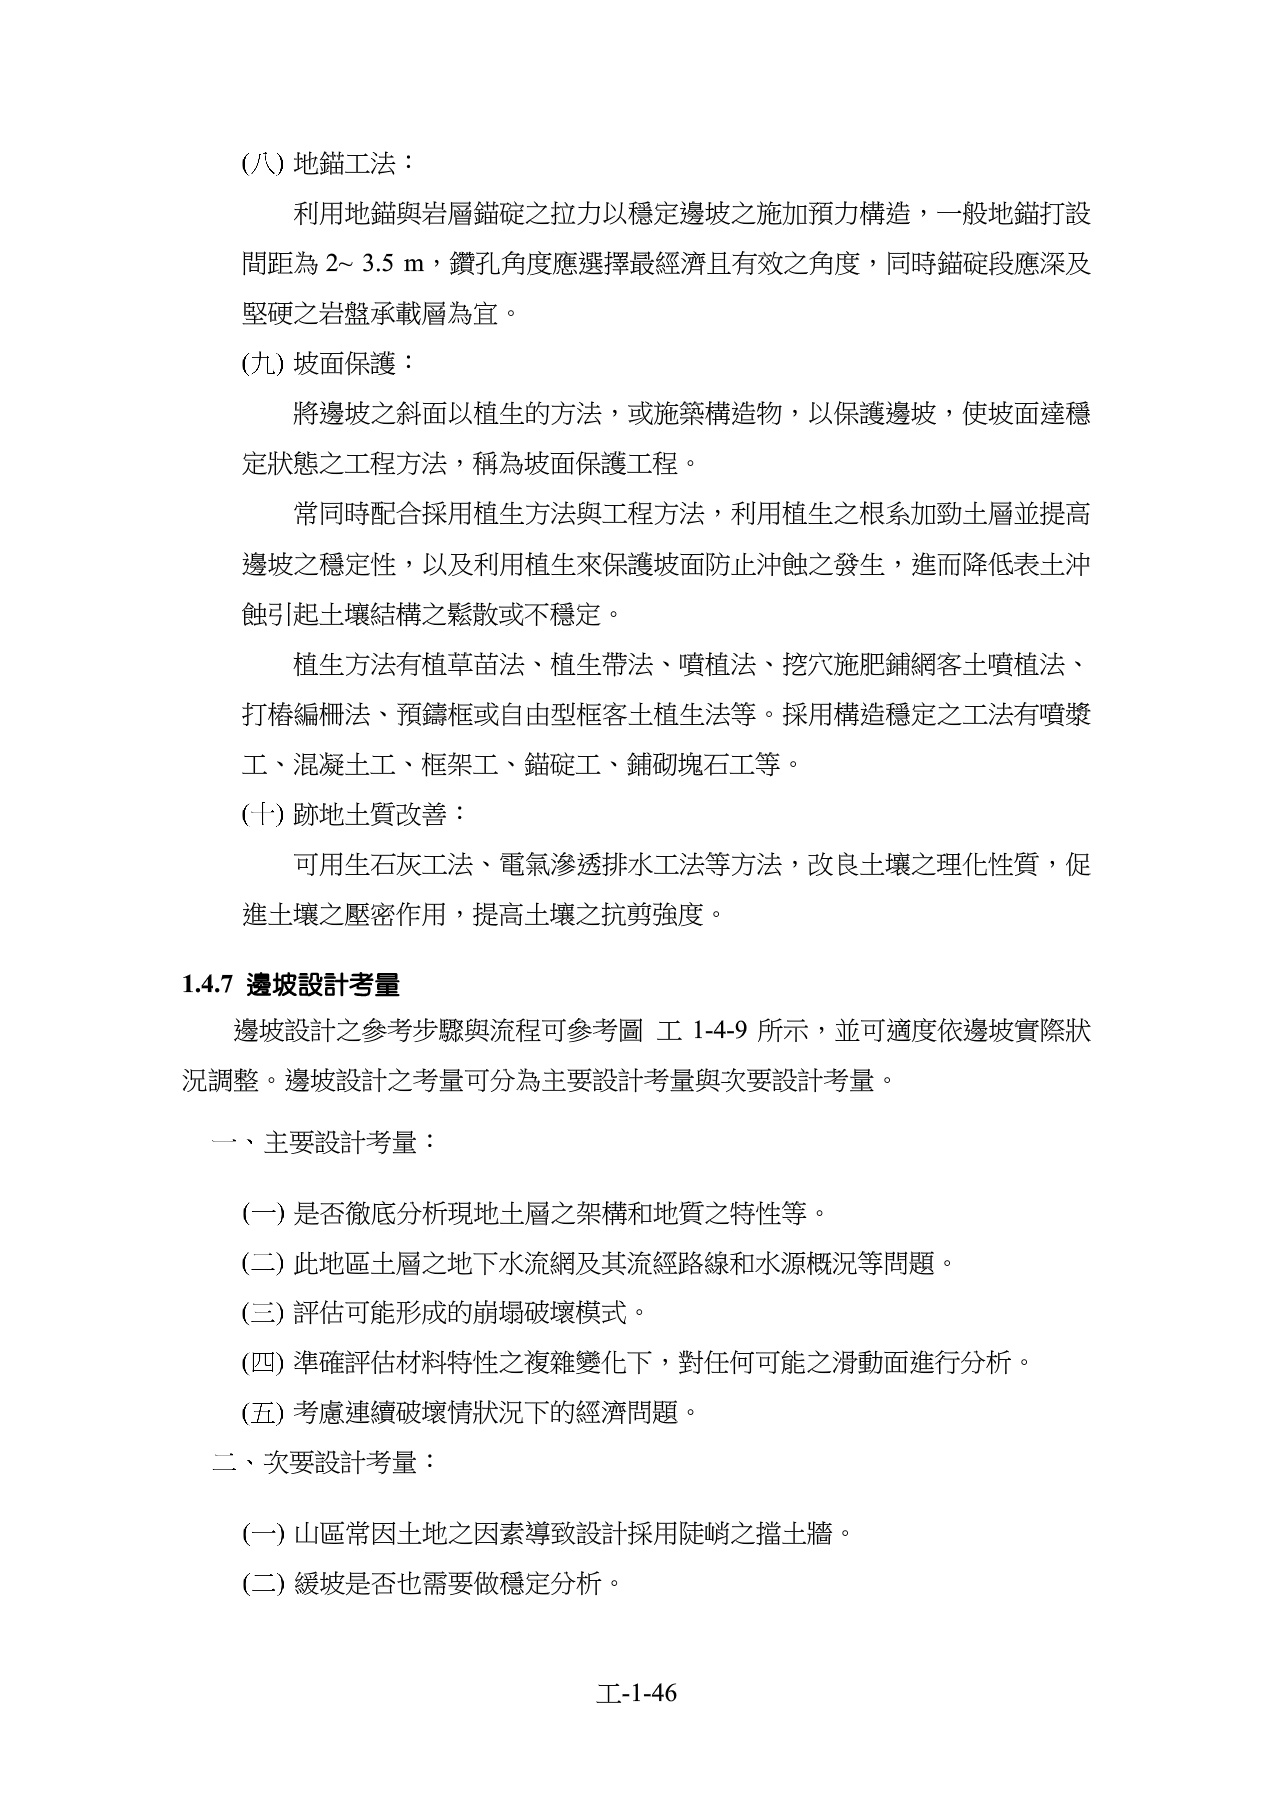 (八) 地錨工法：
利用地錨與岩層錨碇之拉力以穩定邊坡之施加預力構造，一般地錨打設
間距為 2~ 3.5 m，鑽孔角度應選擇最經濟且有效之角度，同時錨碇段應深及
堅硬之岩盤承載層為宜。
(九) 坡面保護：
將邊坡之斜面以植生的方法，或施築構造物，以保護邊坡，使坡面達穩
定狀態之工程方法，稱為坡面保護工程。
常同時配合採用植生方法與工程方法，利用植生之根系加勁土層並提高
邊坡之穩定性，以及利用植生來保護坡面防止沖蝕之發生，進而降低表土沖
蝕引起土壤結構之鬆散或不穩定。
植生方法有植草苗法、植生帶法、噴植法、挖穴施肥鋪網客土噴植法、
打樁編柵法、預鑄框或自由型框客土植生法等。採用構造穩定之工法有噴漿
工、混凝土工、框架工、錨碇工、鋪砌塊石工等。
(十) 跡地土質改善：
可用生石灰工法、電氣滲透排水工法等方法，改良土壤之理化性質，促
進土壤之壓密作用，提高土壤之抗剪強度。
1.4.7 邊坡設計考量
邊坡設計之參考步驟與流程可參考圖 工 1-4-9 所示，並可適度依邊坡實際狀
況調整。邊坡設計之考量可分為主要設計考量與次要設計考量。
一、主要設計考量：
(一) 是否徹底分析現地土層之架構和地質之特性等。
(二) 此地區土層之地下水流網及其流經路線和水源概況等問題。
(三) 評估可能形成的崩塌破壞模式。
(四) 準確評估材料特性之複雜變化下，對任何可能之滑動面進行分析。
(五) 考慮連續破壞情狀況下的經濟問題。
二、次要設計考量：
(一) 山區常因土地之因素導致設計採用陡峭之擋土牆。
(二) 緩坡是否也需要做穩定分析。
工-1-46